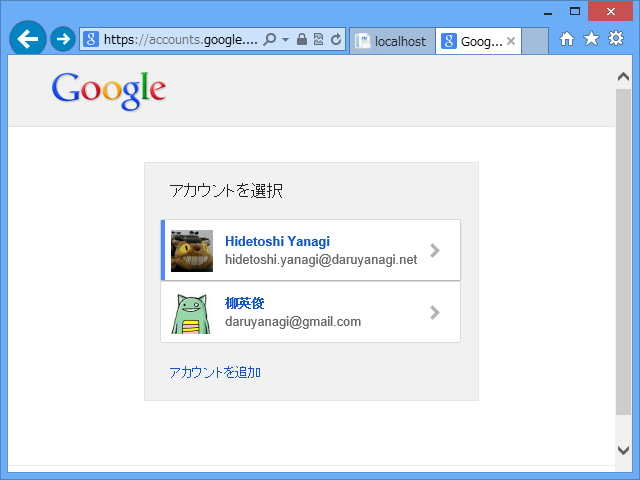 https://accounts.google....
localhost
Goog...
Google
アカウントを選択
Hidetoshi Yanagi
hidetoshi.yanagi@daruyanagi.net
柳英俊
daruyanagi@gmail.com
アカウントを追加